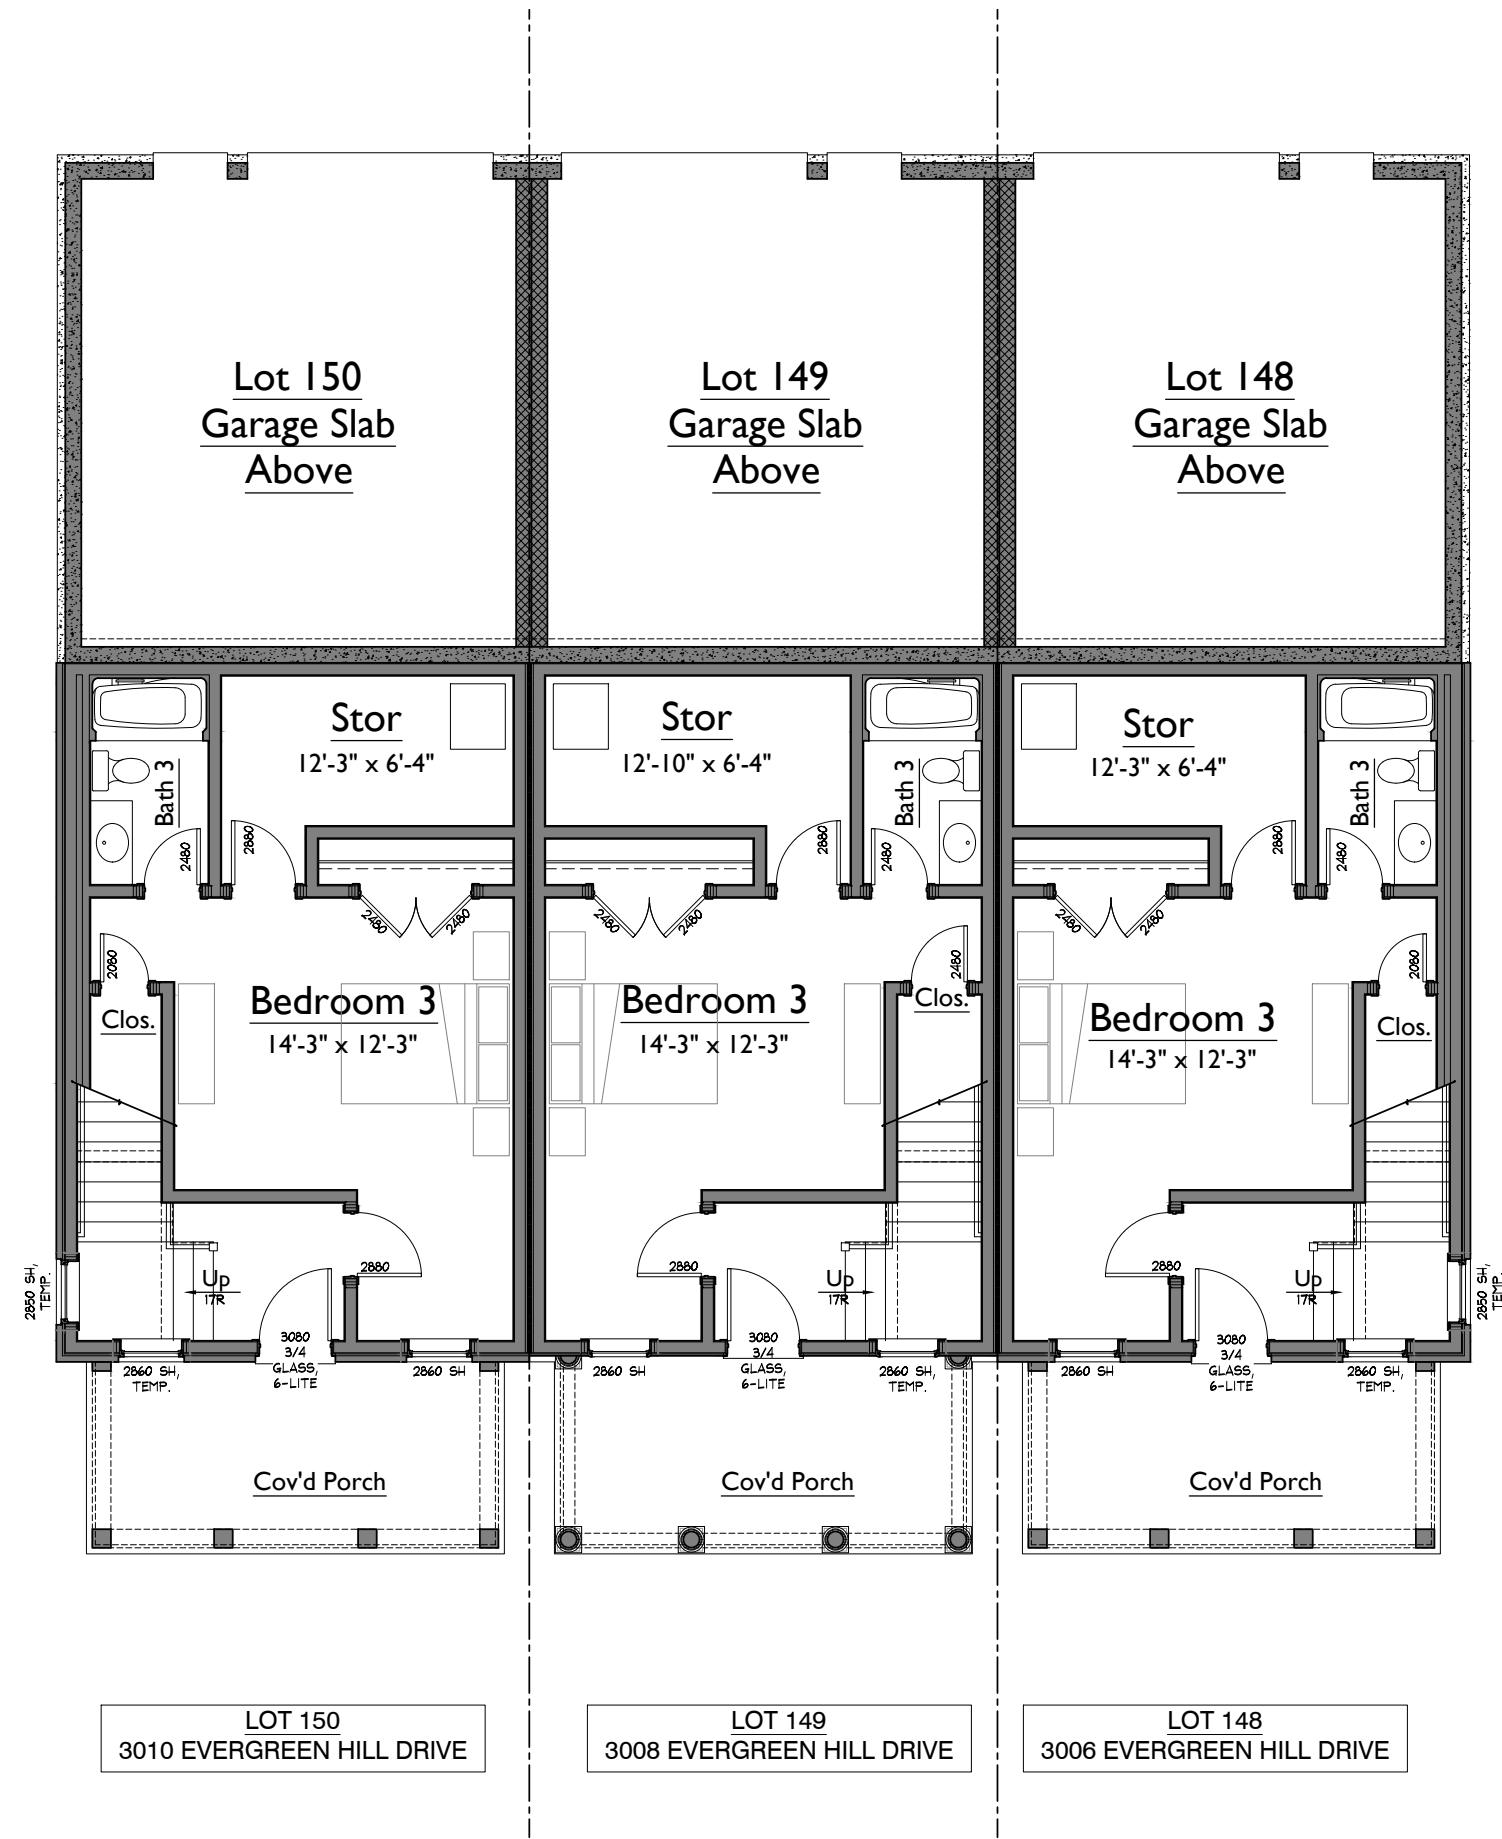 Lot 150
Garage Slab
Above
Lot 149
Garage Slab
Above
Lot 148
Garage Slab
Above
Stor
12'-3" x 6'-4"
Bath 3
2480
2880
2480
2480
2080
Clos.
Bedroom 3
14'-3" x 12'-3"
Up
17R
2880
2850 SH,
TEMP.
2860 SH,
TEMP.
3080
3/4
GLASS,
6-LITE
2860 SH
Cov'd Porch
Stor
12'-10" x 6'-4"
Bath 3
2880
2480
2480
2480
2480
Clos.
Bedroom 3
14'-3" x 12'-3"
2880
Up
17R
2860 SH
3080
3/4
GLASS,
6-LITE
2860 SH,
TEMP.
Cov'd Porch
Stor
12'-3" x 6'-4"
Bath 3
2880
2480
2480
2480
2080
Clos.
Bedroom 3
14'-3" x 12'-3"
2880
Up
17R
2850 SH,
TEMP.
2860 SH
3080
3/4
GLASS,
6-LITE
2860 SH,
TEMP.
Cov'd Porch
LOT 150
3010 EVERGREEN HILL DRIVE
LOT 149
3008 EVERGREEN HILL DRIVE
LOT 148
3006 EVERGREEN HILL DRIVE